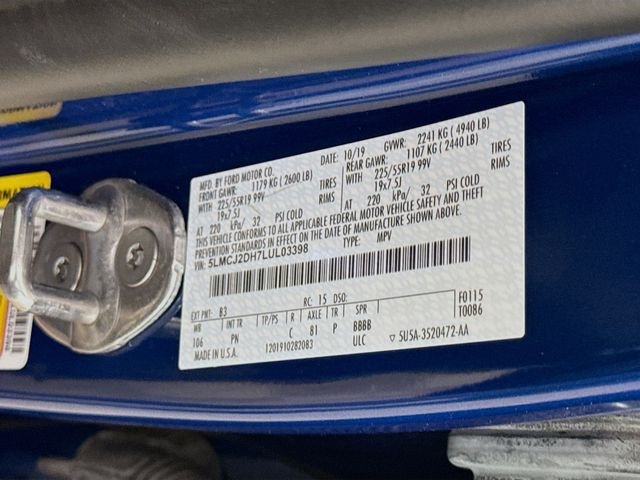 MFD. BY FORD MOTOR CO.
DATE: 10/19 GVWR: 2241 KG ( 4940 LB)
FRONT GAWR: 1179 KG ( 2600 LB)
REAR GAWR: 1107 KG ( 2440 LB)
WITH 225/55R19 99V TIRES
19x7.5J RIMS
AT 220 kPa/ 32 PSI COLD
WITH 225/55R19 99V TIRES
19x7.5J RIMS
AT 220 kPa/ 32 PSI COLD
THIS VEHICLE CONFORMS TO ALL APPLICABLE FEDERAL MOTOR VEHICLE SAFETY AND THEFT
PREVENTION STANDARDS IN EFFECT ON THE DATE OF MANUFACTURE SHOWN ABOVE.
VIN: 5LMCJ2DH7LUL03398
TYPE: MPV
EXT PNT: B3 RC: 15 DSO: F0115
WB INT TR TP/PS R AXLE TR SPR T0086
106 PN C 81 P BBBB
MADE IN U.S.A. 1201910282083 ULC 5U5A-3520472-AA